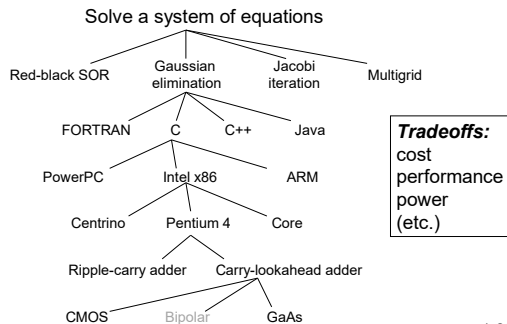 Solve a system of equations
Red-black SOR
Gaussian
elimination
Jacobi
iteration
Multigrid
FORTRAN
C
C++
Java
PowerPC
Intel x86
ARM
Tradeoffs:
cost
performance
power
(etc.)
Centrino
Pentium 4
Core
Ripple-carry adder
Carry-lookahead adder
CMOS
Bipolar
GaAs